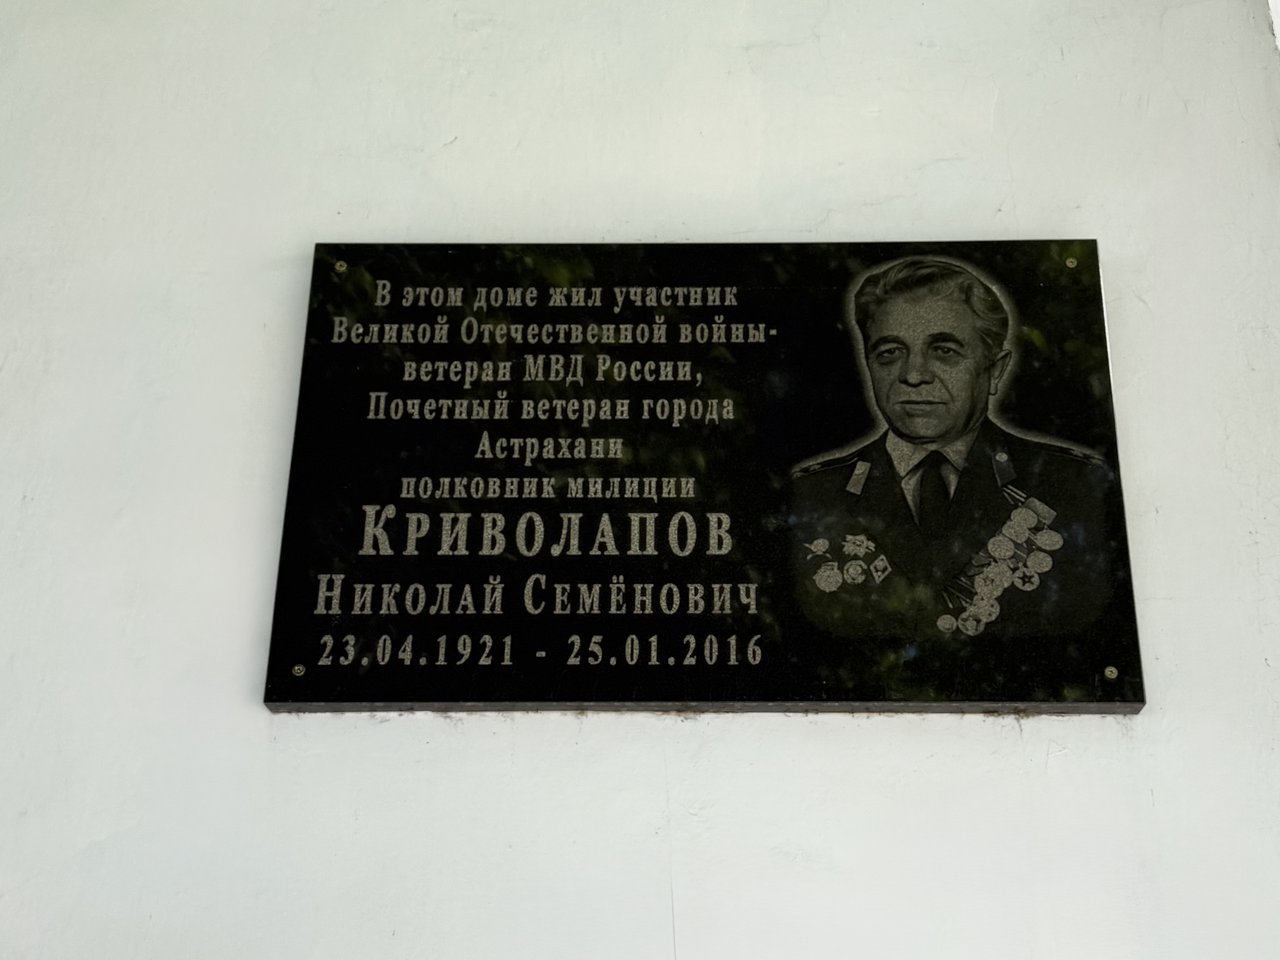 В этом доме жил участник
Великой Отечественной войны-
ветеран МВД России,
Почетный ветеран города
Астрахани
полковник милиции
Криволапов
Николай Семёнович
23.04.1921 - 25.01.2016